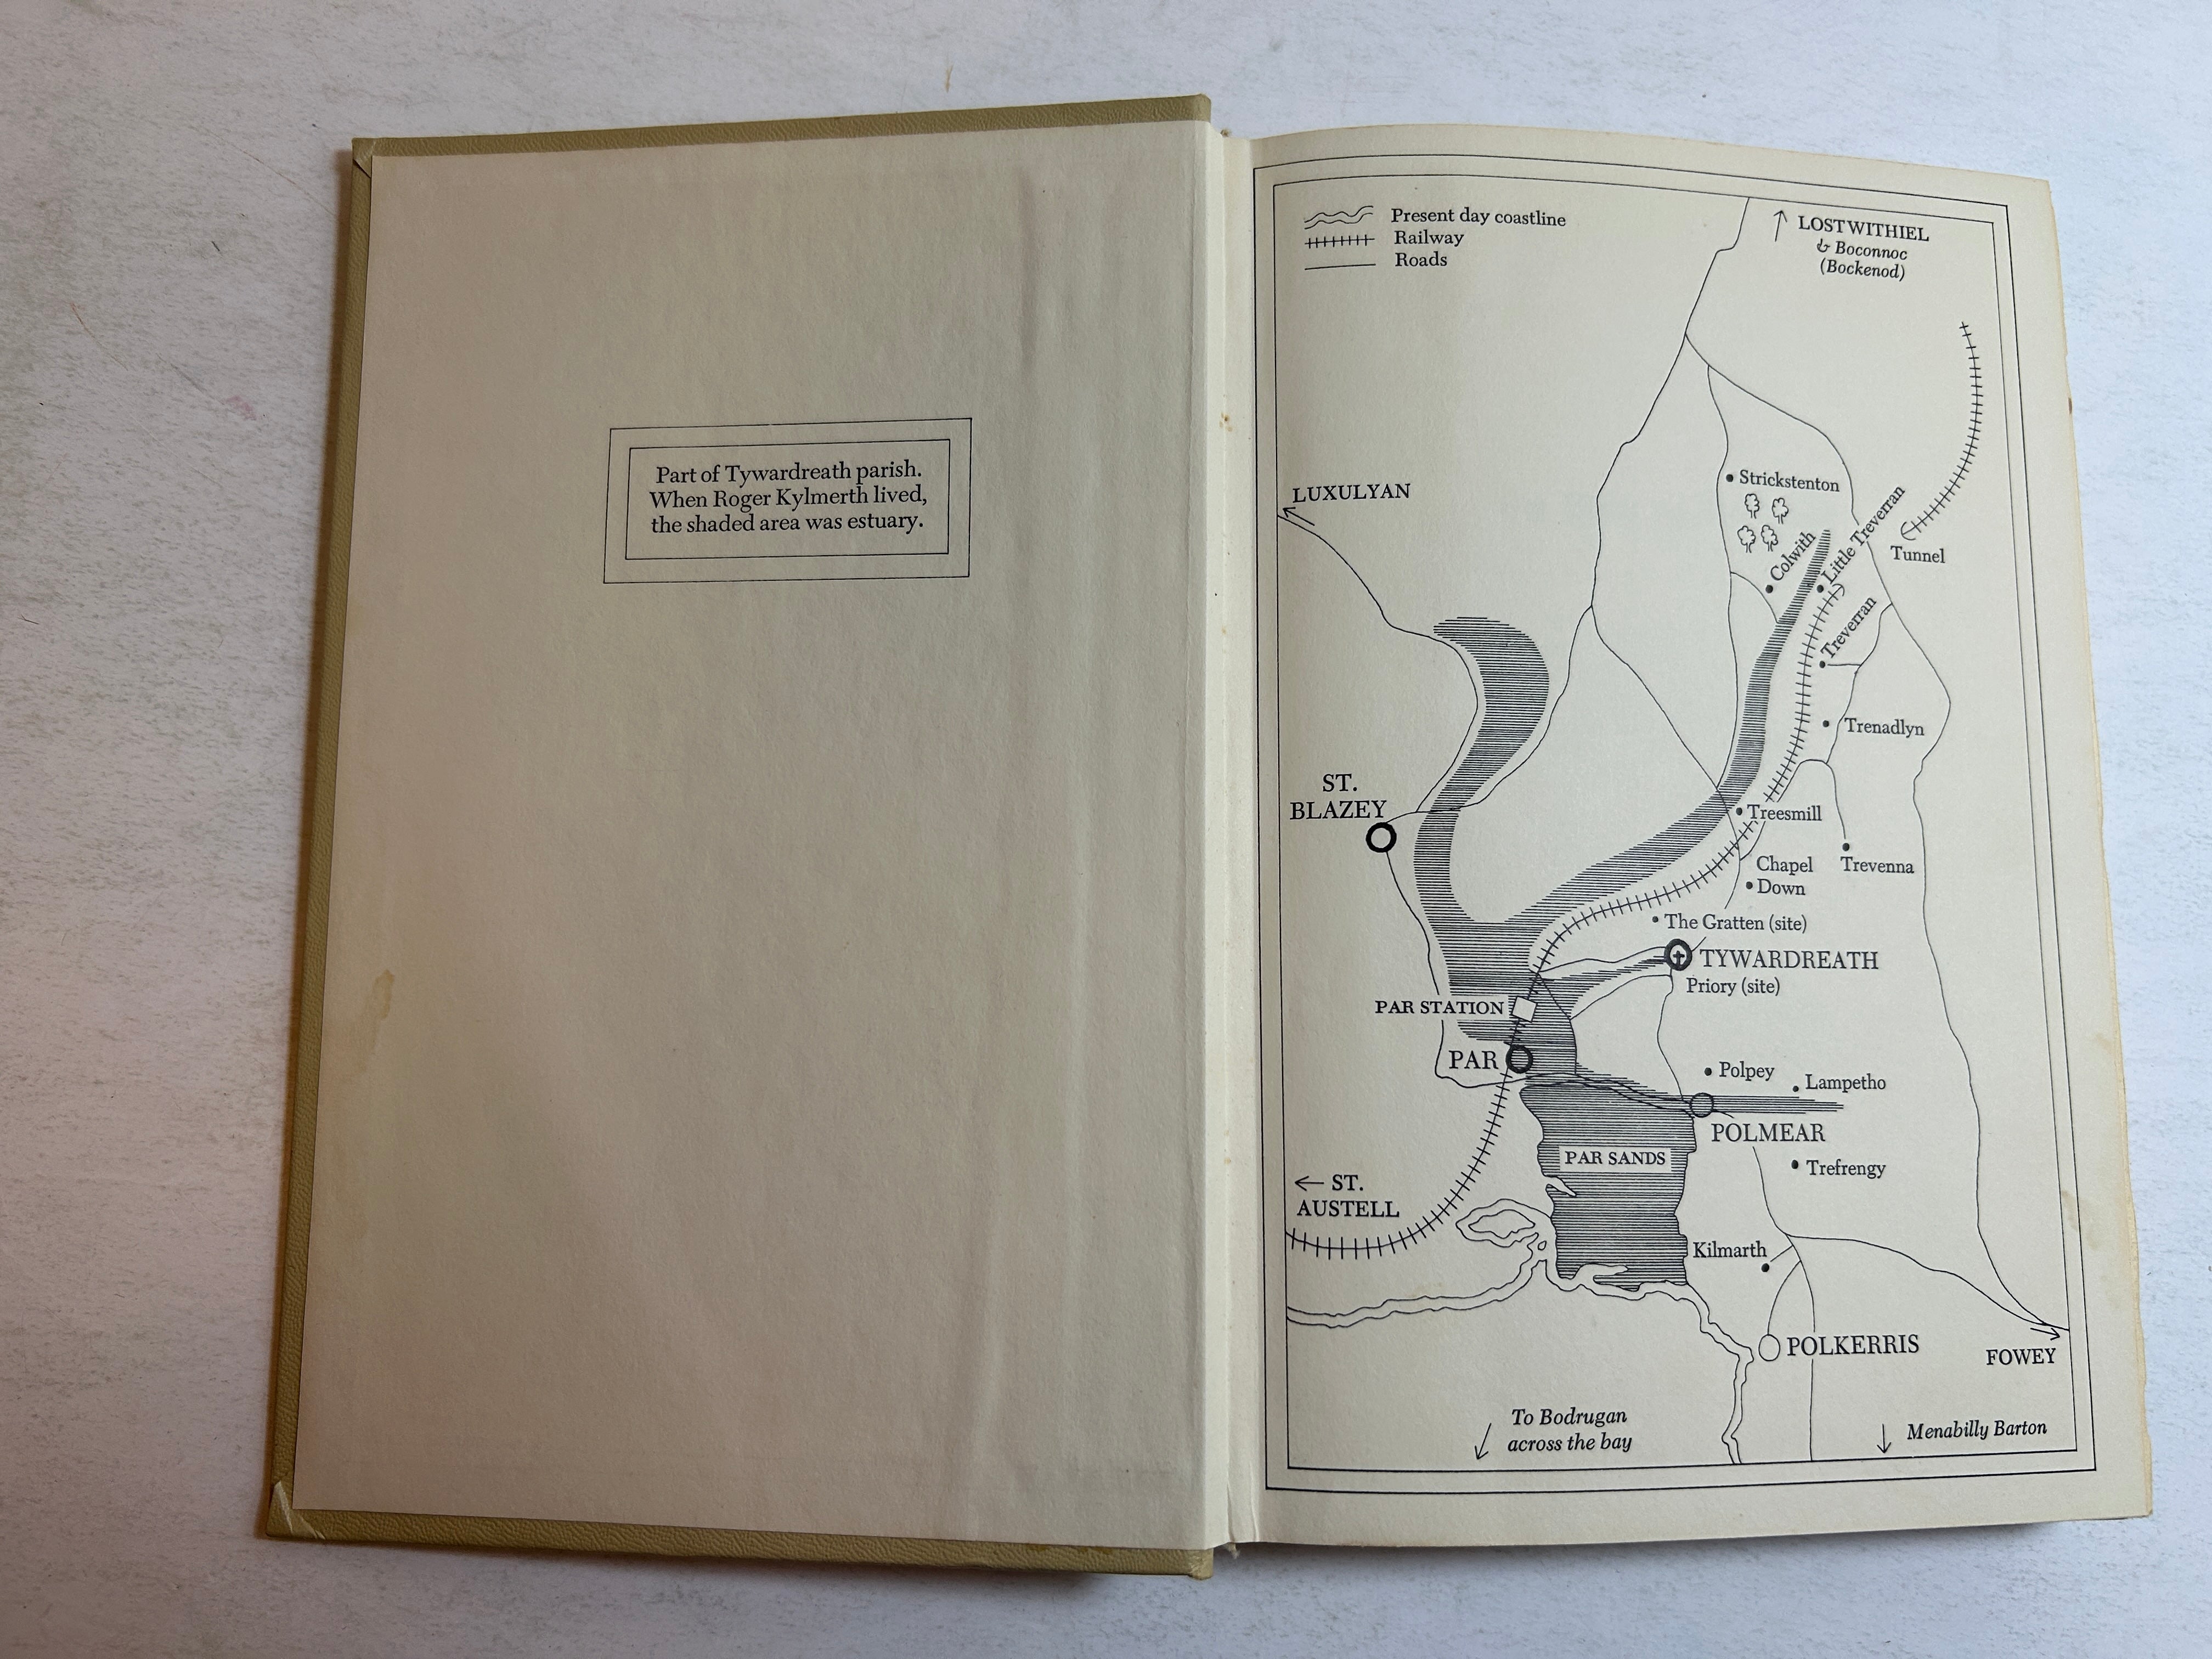 Part of Tywardreath parish.
When Roger Kylmerth lived,
the shaded area was estuary.
Present day coastline
Railway
Roads
LOSTWITHIEL
& Boconnoc
(Bockenod)
LUXULYAN
Strickstenton
Colwith
Little Treverran
Tunnel
Treverran
Trenadlyn
ST.
BLAZEY
Treesmill
Chapel
Down
Trevenna
The Gratten (site)
TYWARDREATH
Priory (site)
PAR STATION
PAR
Polpey
Lampetho
POLMEAR
PAR SANDS
Trefrengy
ST.
AUSTELL
Kilmarth
POLKERRIS
FOWEY
To Bodrugan
across the bay
Menabilly Barton